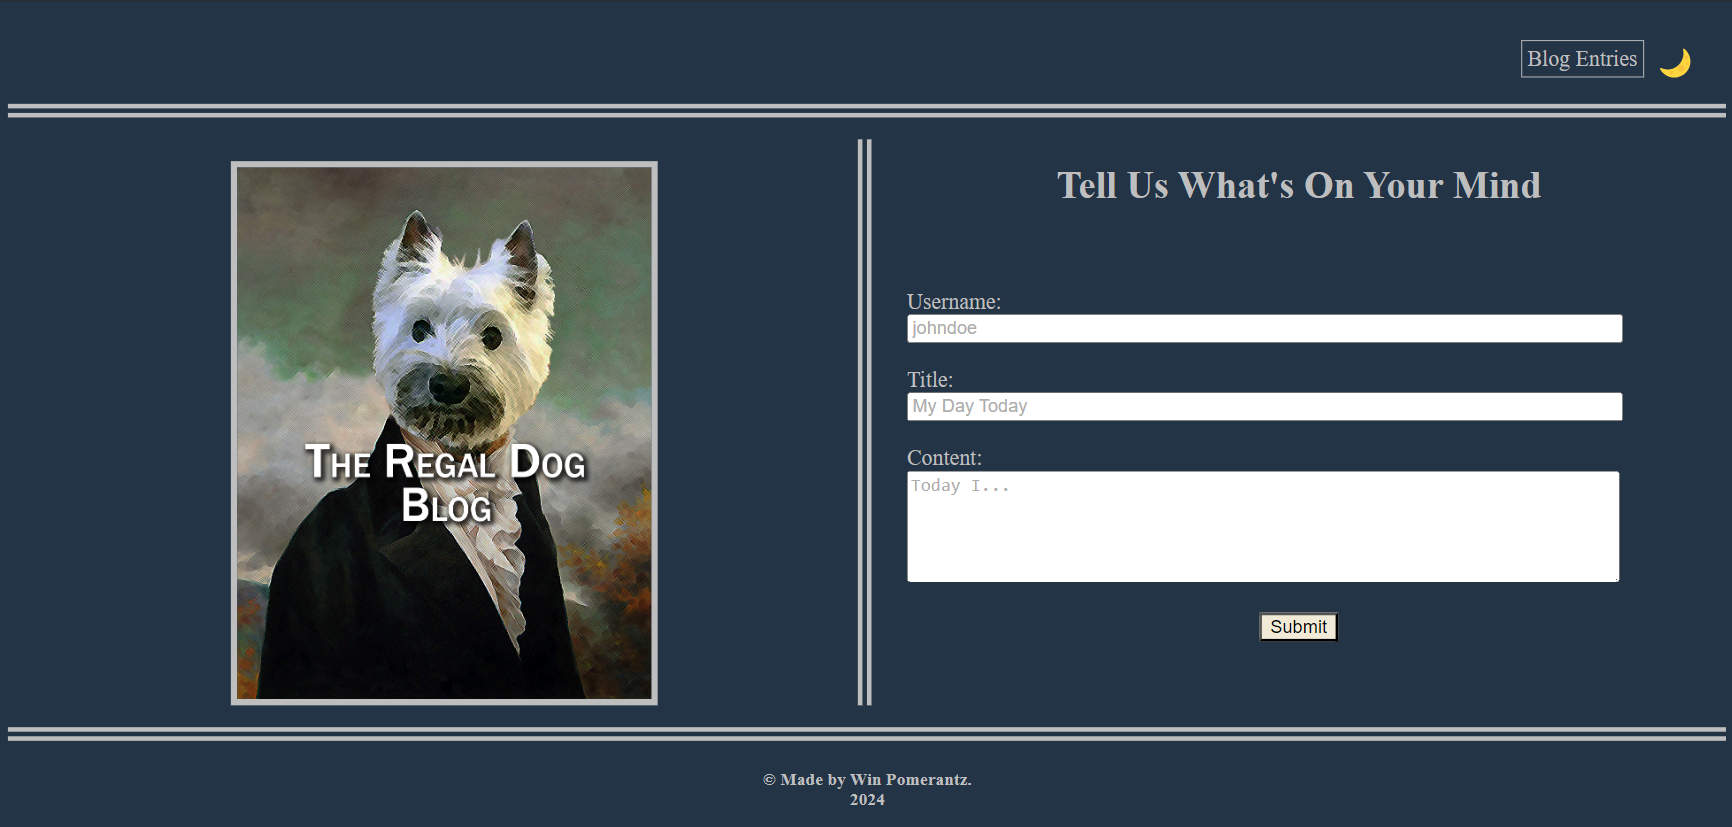 Blog Entries
The Regal Dog
Blog
Tell Us What's On Your Mind
Username:
johndoe
Title:
My Day Today
Content:
Today I...
Submit
© Made by Win Pomerantz.
2024